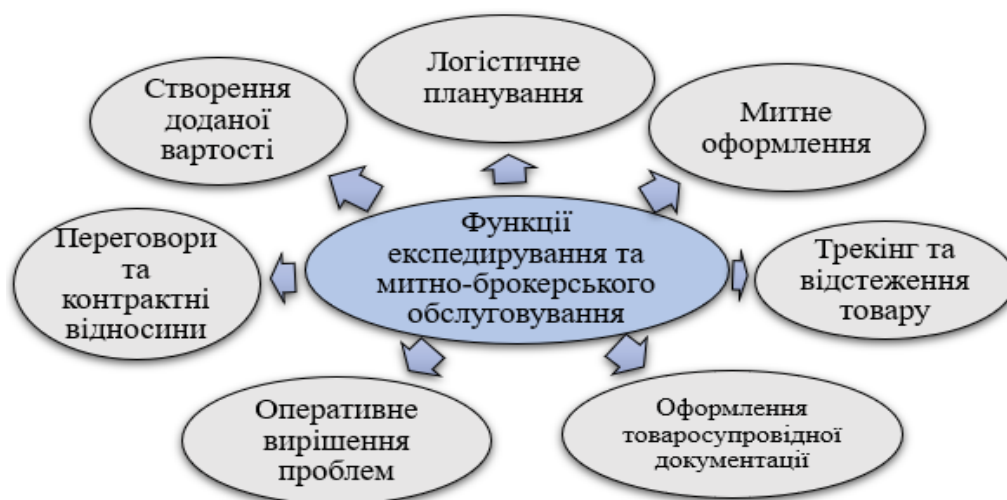 Логістичне
планування
Створення
доданої
вартості
Митне
оформлення
Переговори
та
контрактні
відносини
Функції
експедирування та
митно-брокерського
обслуговування
Трекінг та
відстеження
товару
Оперативне
вирішення
проблем
Оформлення
товаросупровідної
документації